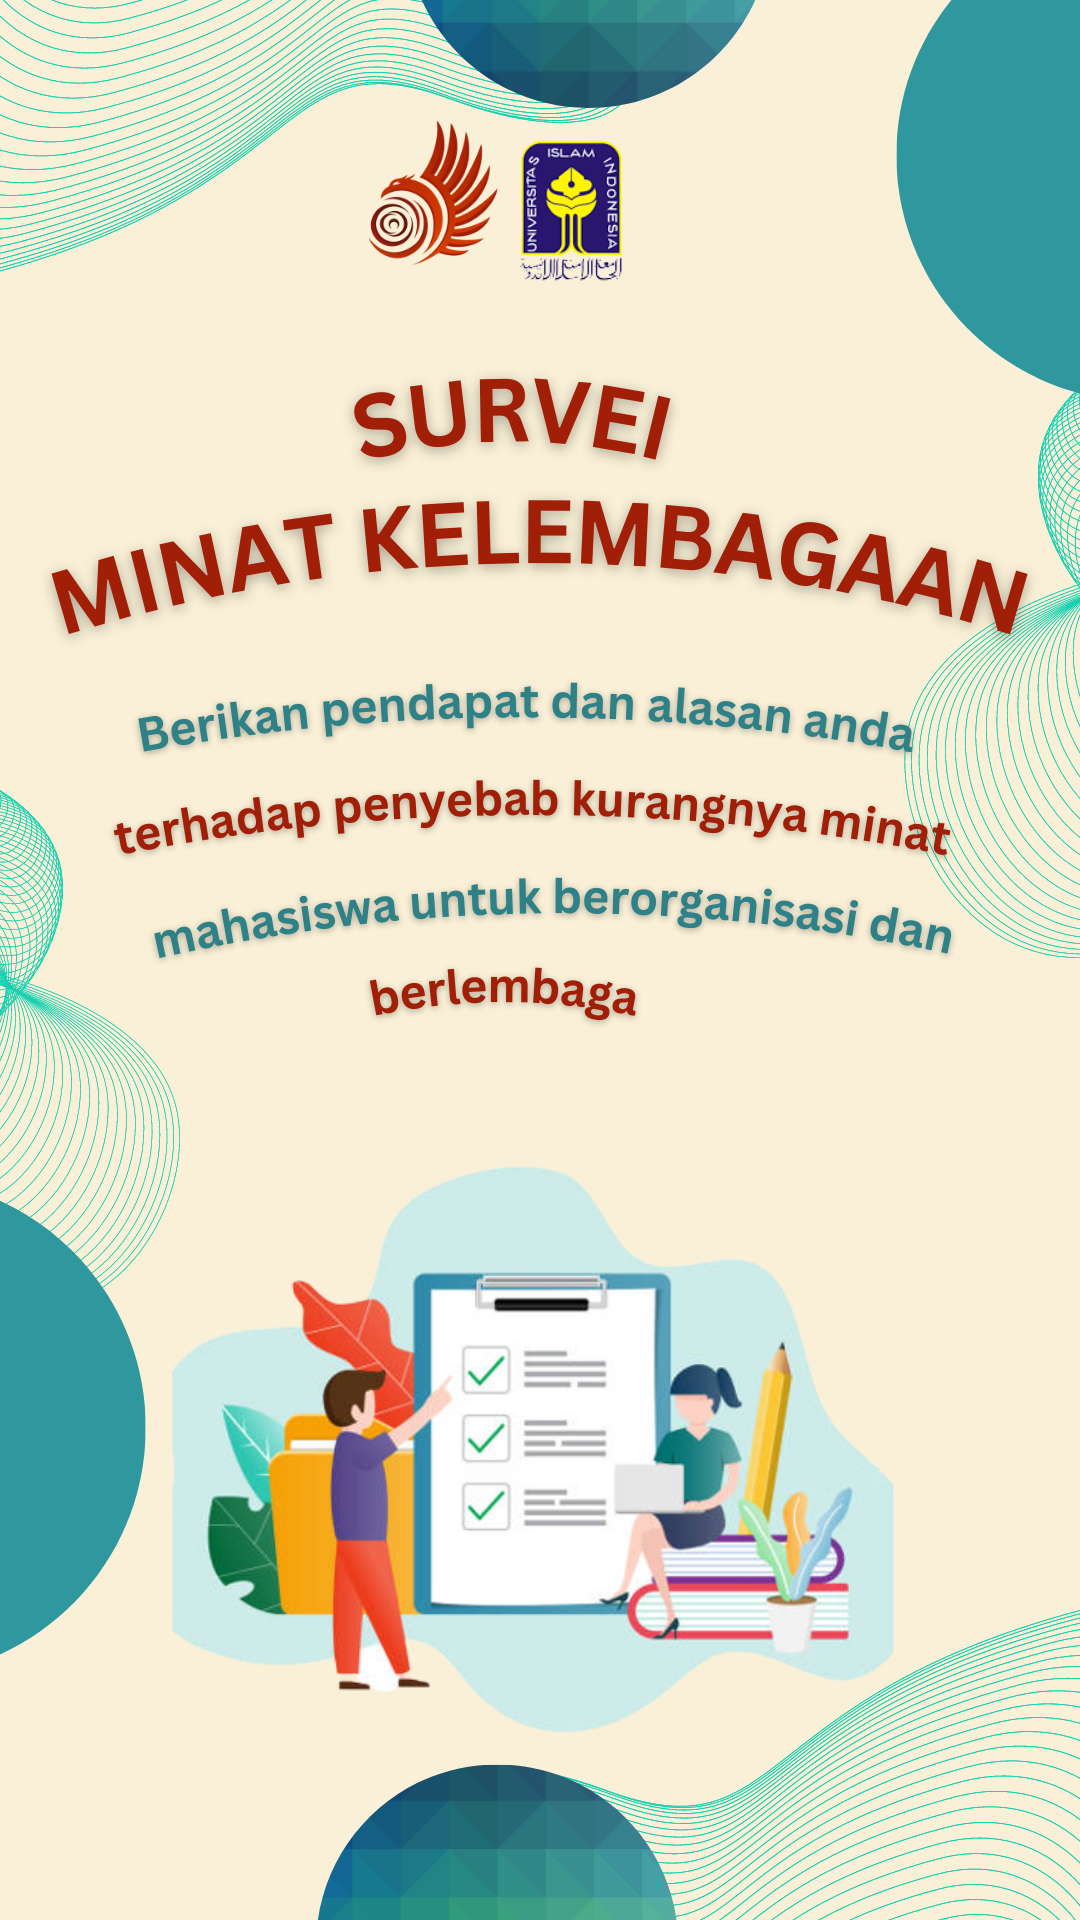 UNIVERSITAS ISLAM INDONESIA
SURVEI
MINAT KELEMBAGAAN
Berikan pendapat dan alasan anda
terhadap penyebab kurangnya minat
mahasiswa untuk berorganisasi dan
berlembaga